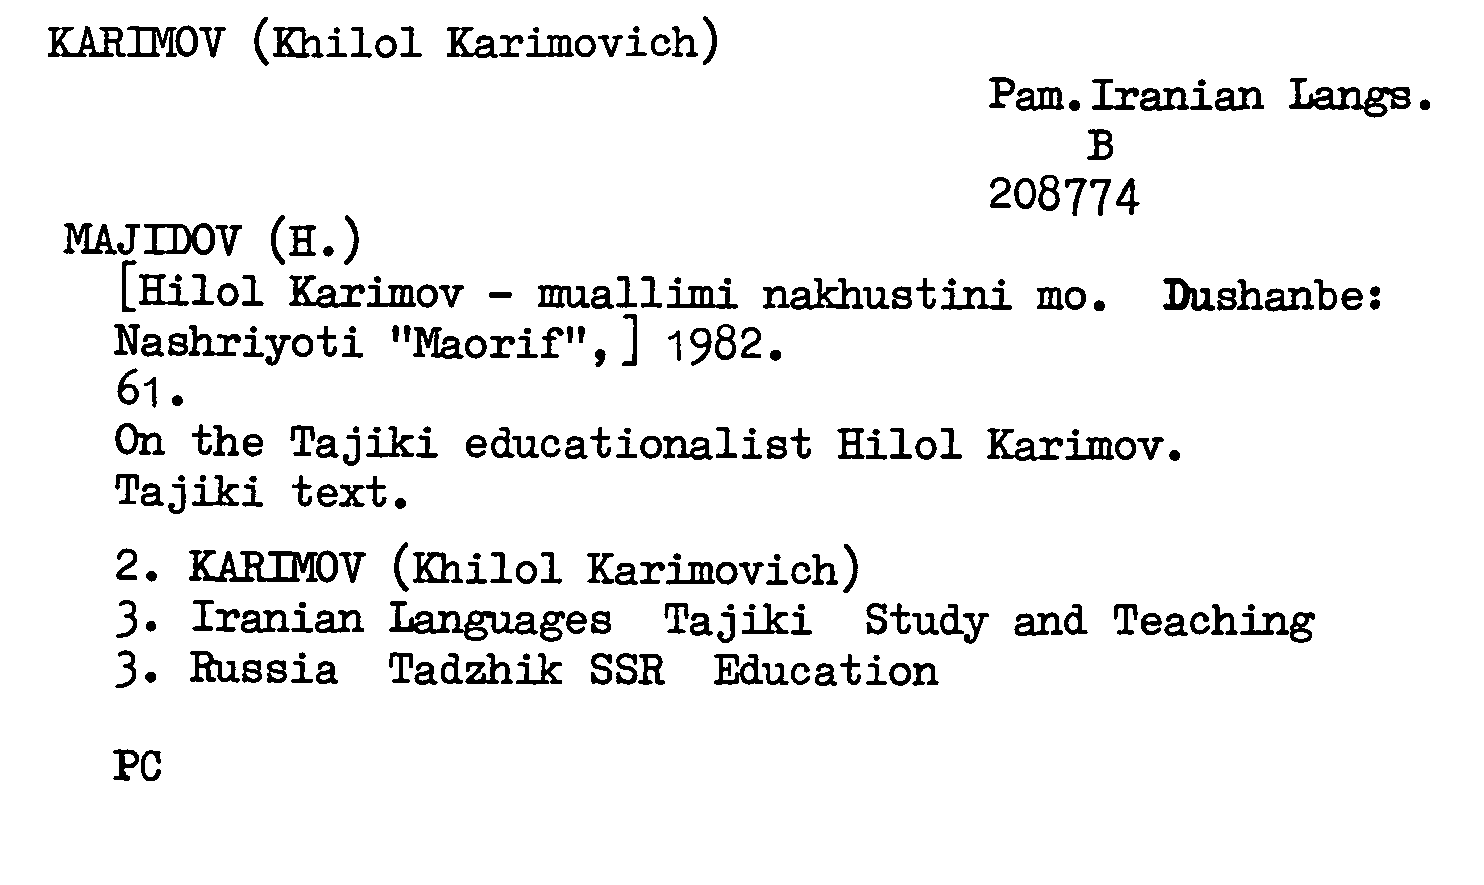 KARIMOV (Khilol Karimovich)
Pam. Iranian Langs.
B
208774
MAJIDOV (H.)
[Hilol Karimov - muallimi nakhustini mo. Dushanbe:
Nashriyoti "Maorif",] 1982.
61.
On the Tajiki educationalist Hilol Karimov.
Tajiki text.
2. KARIMOV (Khilol Karimovich)
3. Iranian Languages Tajiki Study and Teaching
3. Russia Tadzhik SSR Education
PC